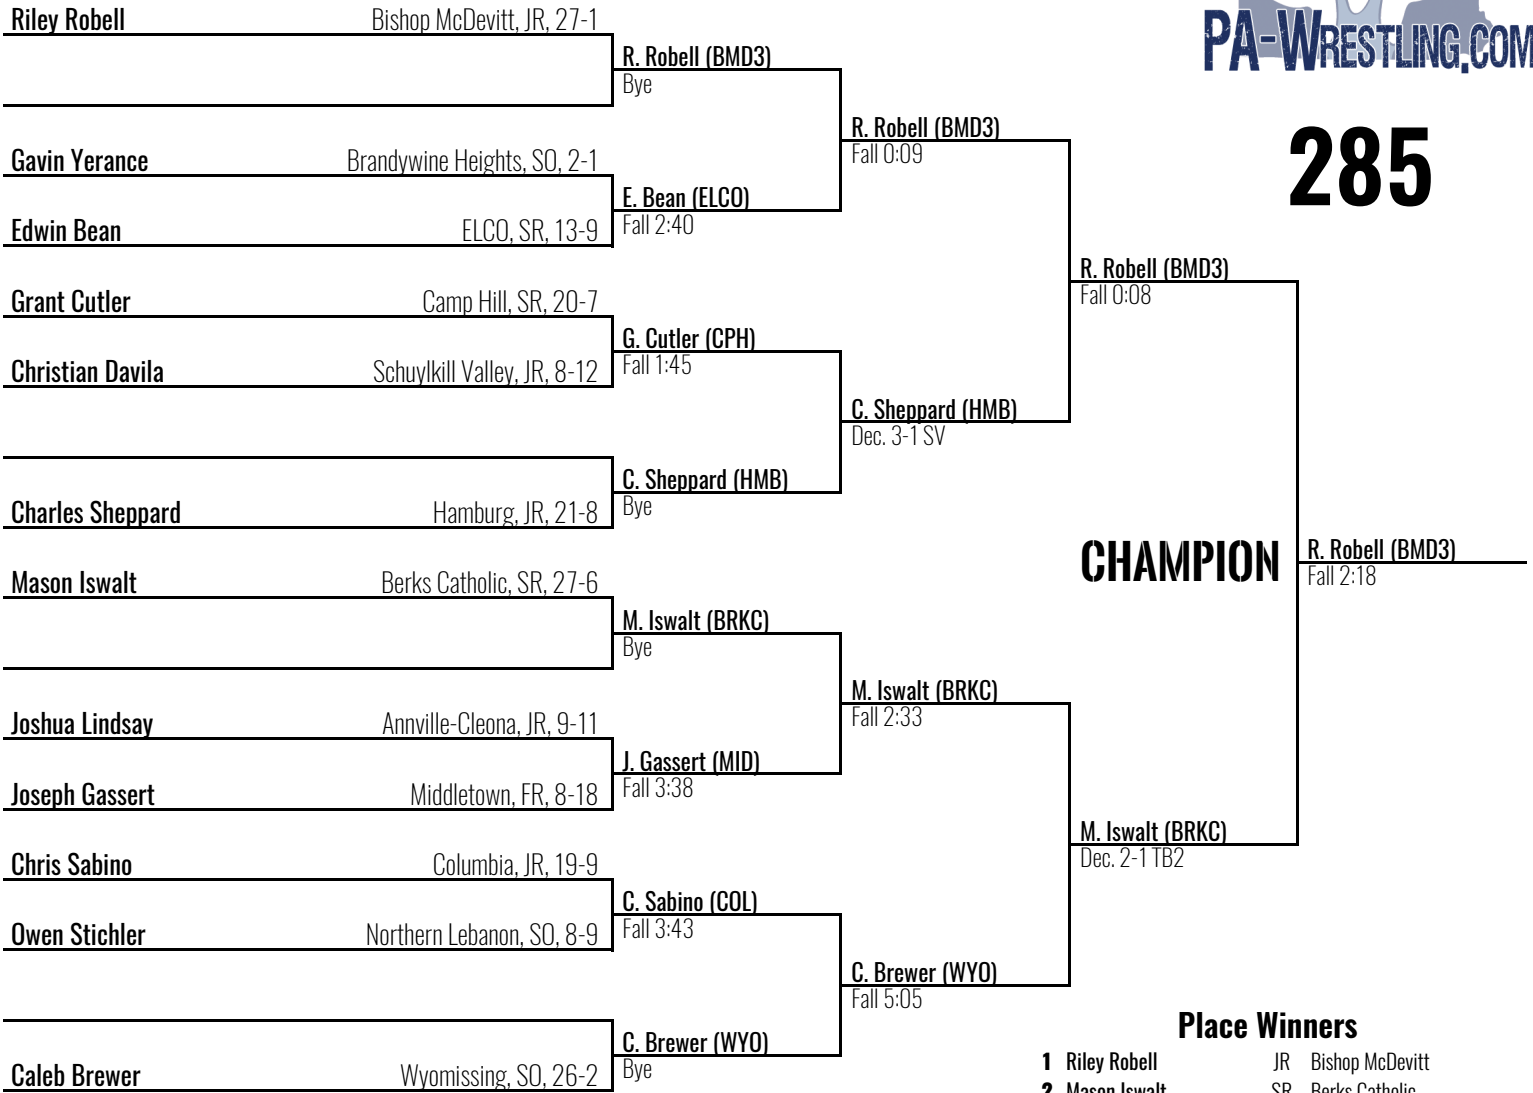 Riley Robell Bishop McDevitt, JR, 27-1
R. Robell (BMD3)
Bye
Gavin Yerance Brandywine Heights, SO, 2-1
E. Bean (ELCO)
Fall 2:40
Edwin Bean ELCO, SR, 13-9
R. Robell (BMD3)
Fall 0:09
Grant Cutler Camp Hill, SR, 20-7
G. Cutler (CPH)
Fall 1:45
Christian Davila Schuylkill Valley, JR, 8-12
C. Sheppard (HMB)
Dec. 3-1 SV
C. Sheppard (HMB)
Bye
Charles Sheppard Hamburg, JR, 21-8
R. Robell (BMD3)
Fall 0:08
Mason Iswalt Berks Catholic, SR, 27-6
M. Iswalt (BRKC)
Bye
Joshua Lindsay Annville-Cleona, JR, 9-11
J. Gassert (MID)
Fall 3:38
Joseph Gassert Middletown, FR, 8-18
M. Iswalt (BRKC)
Fall 2:33
Chris Sabino Columbia, JR, 19-9
C. Sabino (COL)
Fall 3:43
Owen Stichler Northern Lebanon, SO, 8-9
C. Brewer (WYO)
Fall 5:05
C. Brewer (WYO)
Bye
Caleb Brewer Wyomissing, SO, 26-2
M. Iswalt (BRKC)
Dec. 2-1 TB2
PA-WRESTLING.COM
285
CHAMPION
R. Robell (BMD3)
Fall 2:18
Place Winners
1 Riley Robell JR Bishop McDevitt
2 Mason Iswalt SR Berks Catholic